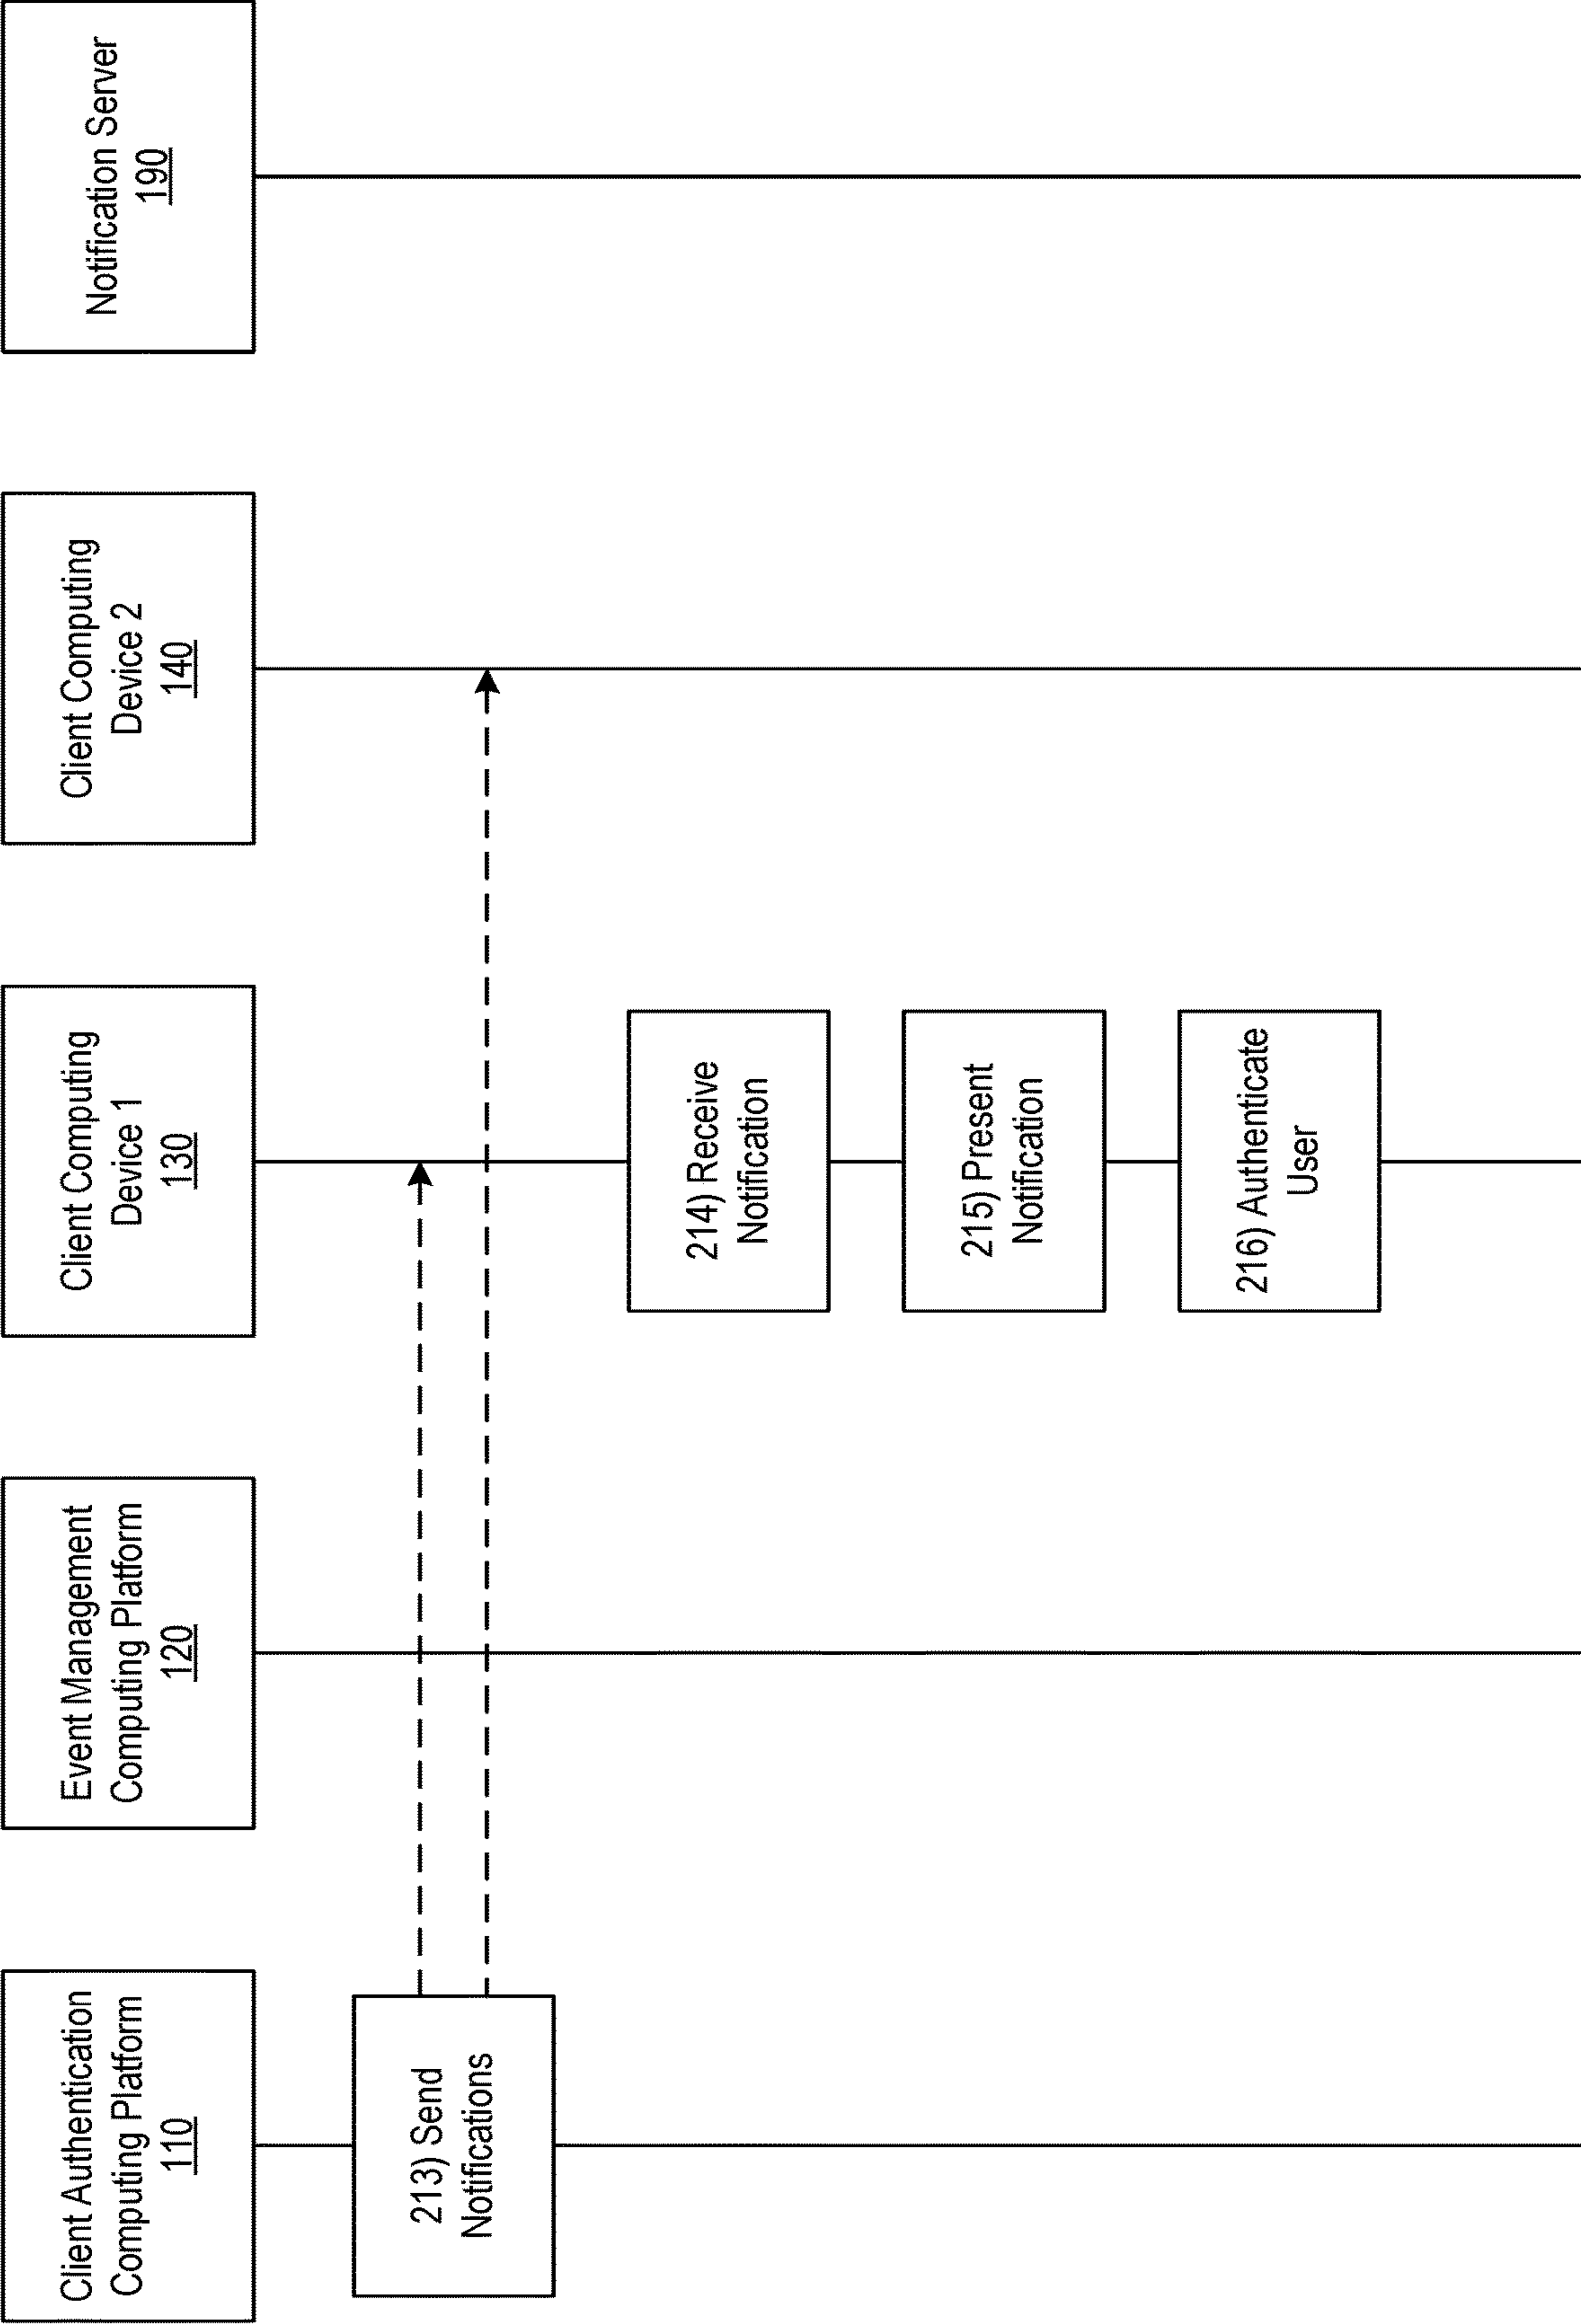 Client Authentication
Computing Platform
110
Event Management
Computing Platform
120
Client Computing
Device 1
130
Client Computing
Device 2
140
Notification Server
190
213) Send
Notifications
214) Receive
Notification
215) Present
Notification
216) Authenticate
User